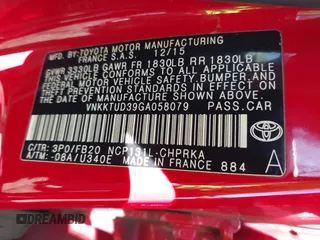 MFD. BY: TOYOTA MOTOR MANUFACTURING
FRANCE S.A.S. 12/15
GVWR 3330LB GAWR FR 1830LB RR 1830LB
THIS VEHICLE CONFORMS TO ALL APPLICABLE
FEDERAL MOTOR VEHICLE SAFETY, BUMPER, AND
THEFT PREVENTION STANDARDS IN EFFECT ON THE DATE OF
MANUFACTURE SHOWN ABOVE.
VNKKTUD39GA058079 PASS. CAR
TOYOTA
C/TR: 3P0/FB20 NCP131L-CHPRKA
A/TM: -08A/U340E MADE IN FRANCE 884 A
DREAMBID